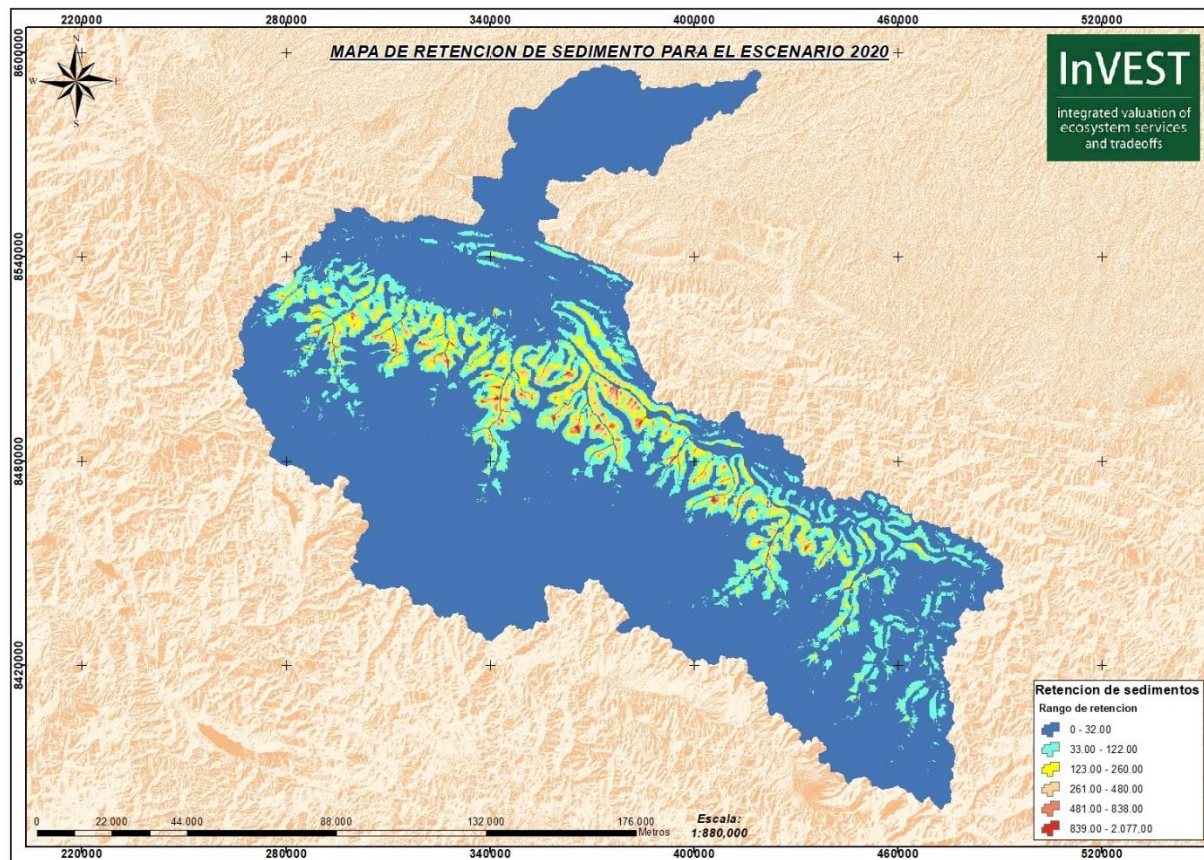 220000 280000 340000 400000 460000 520000
MAPA DE RETENCION DE SEDIMENTO PARA EL ESCENARIO 2020
N
W E
S
InVEST
integrated valuation of
ecosystem services
and tradeoffs
8600000
8540000
8480000
8420000
8600000
8540000
8480000
8420000
Retencion de sedimentos
Rango de retencion
0 - 32.00
33.00 - 122.00
123.00 - 260.00
261.00 - 480.00
481.00 - 838.00
839.00 - 2.077.00
0 22.000 44.000 88.000 132.000 176.000
Metros
Escala:
1:880,000
220000 280000 340000 400000 460000 520000